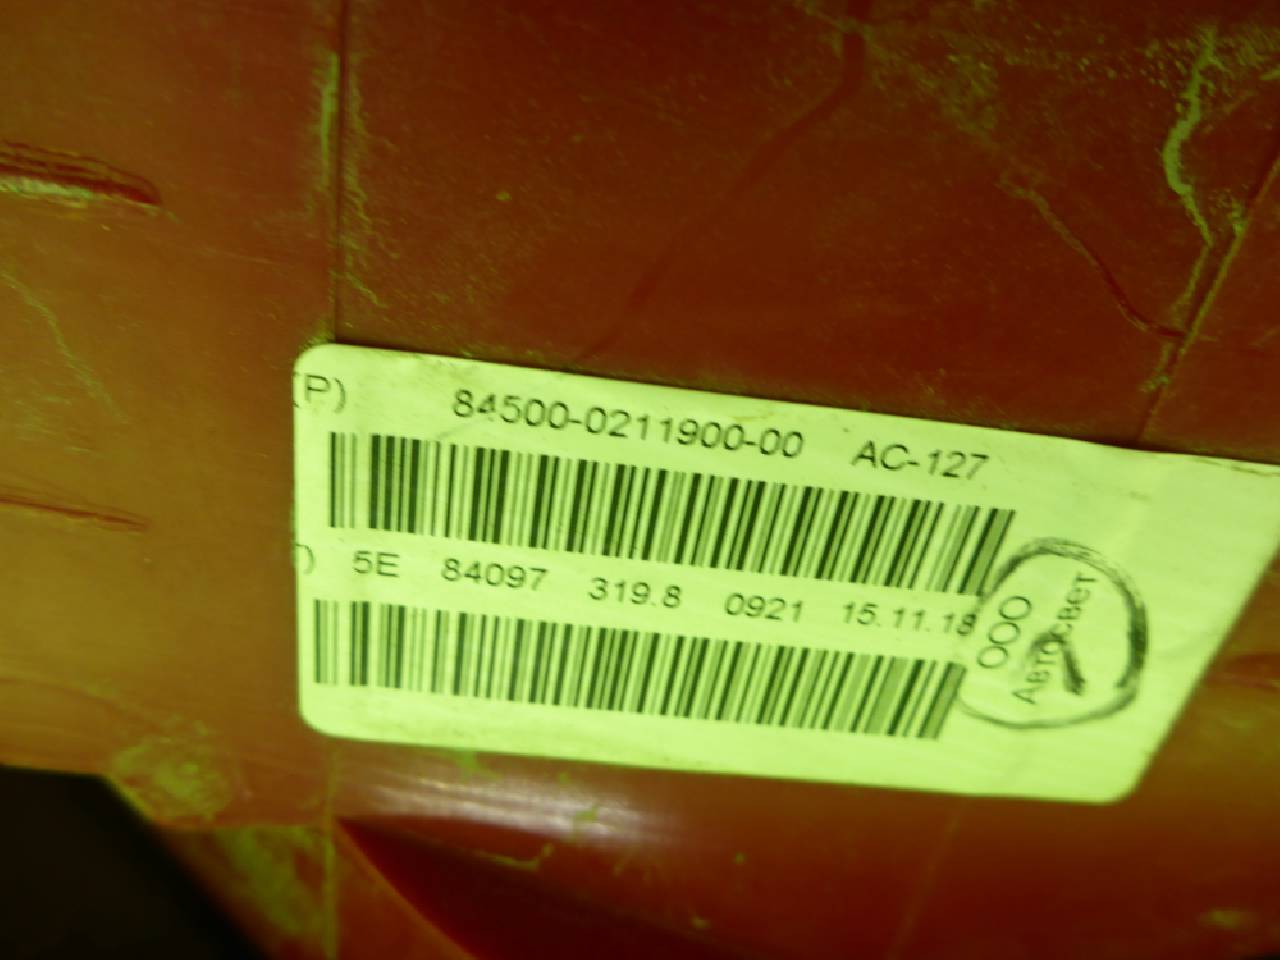 (P) 84500-0211900-00 AC-127
) 5E 84097 319.8 0921 15.11.18
ООО
Автосвет